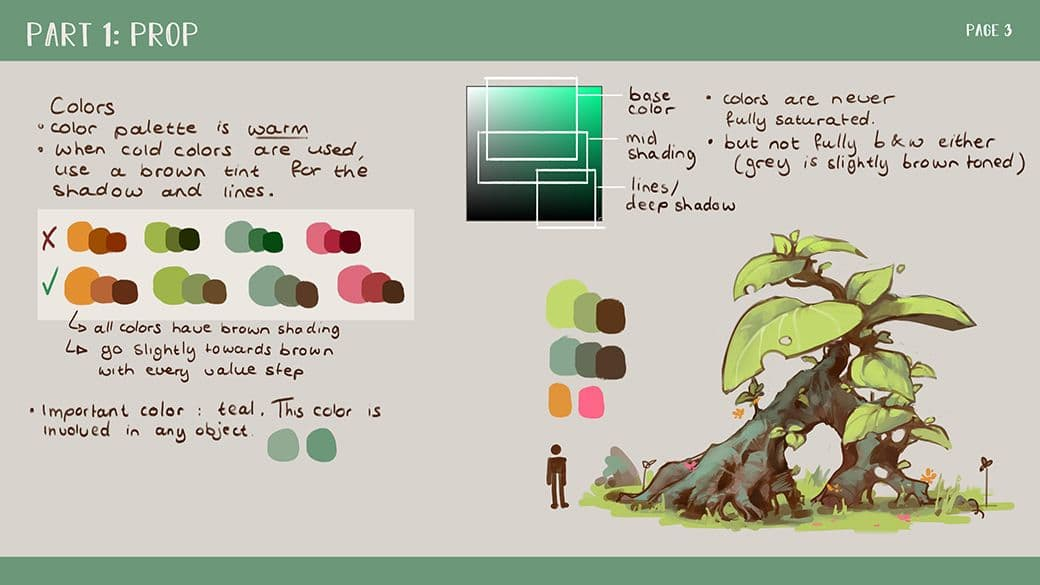 PART 1: PROP
PAGE 3
Colors
• color palette is warm
• when cold colors are used,
use a brown tint for the
shadow and lines.
↳ all colors have brown shading
↳ go slightly towards brown
with every value step
• Important color : teal. This color is
involved in any object.
base
color
mid
shading
lines/
deep shadow
• colors are never
fully saturated.
• but not fully b&w either
(grey is slightly brown toned)